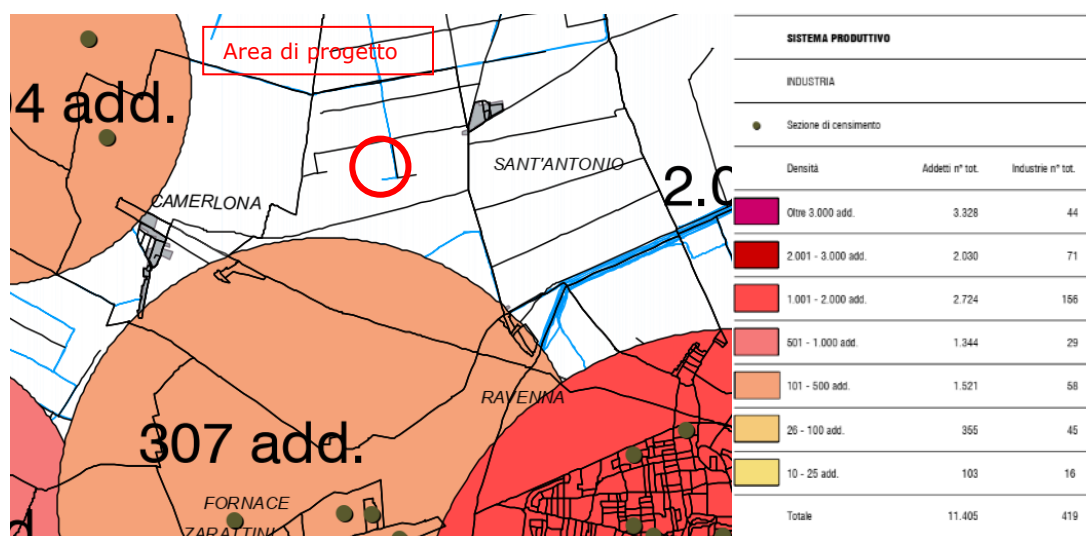 Area di progetto
4 add.
SANT'ANTONIO
2.0
CAMERLONA
RAVENNA
307 add.
FORNACE
ZARATTINI
d
SISTEMA PRODUTTIVO
INDUSTRIA
Sezione di censimento
Densità Addetti n° tot. Industrie n° tot.
Oltre 3.000 add. 3.328 44
2.001 - 3.000 add. 2.030 71
1.001 - 2.000 add. 2.724 156
501 - 1.000 add. 1.344 29
101 - 500 add. 1.521 58
26 - 100 add. 355 45
10 - 25 add. 103 16
Totale 11.405 419